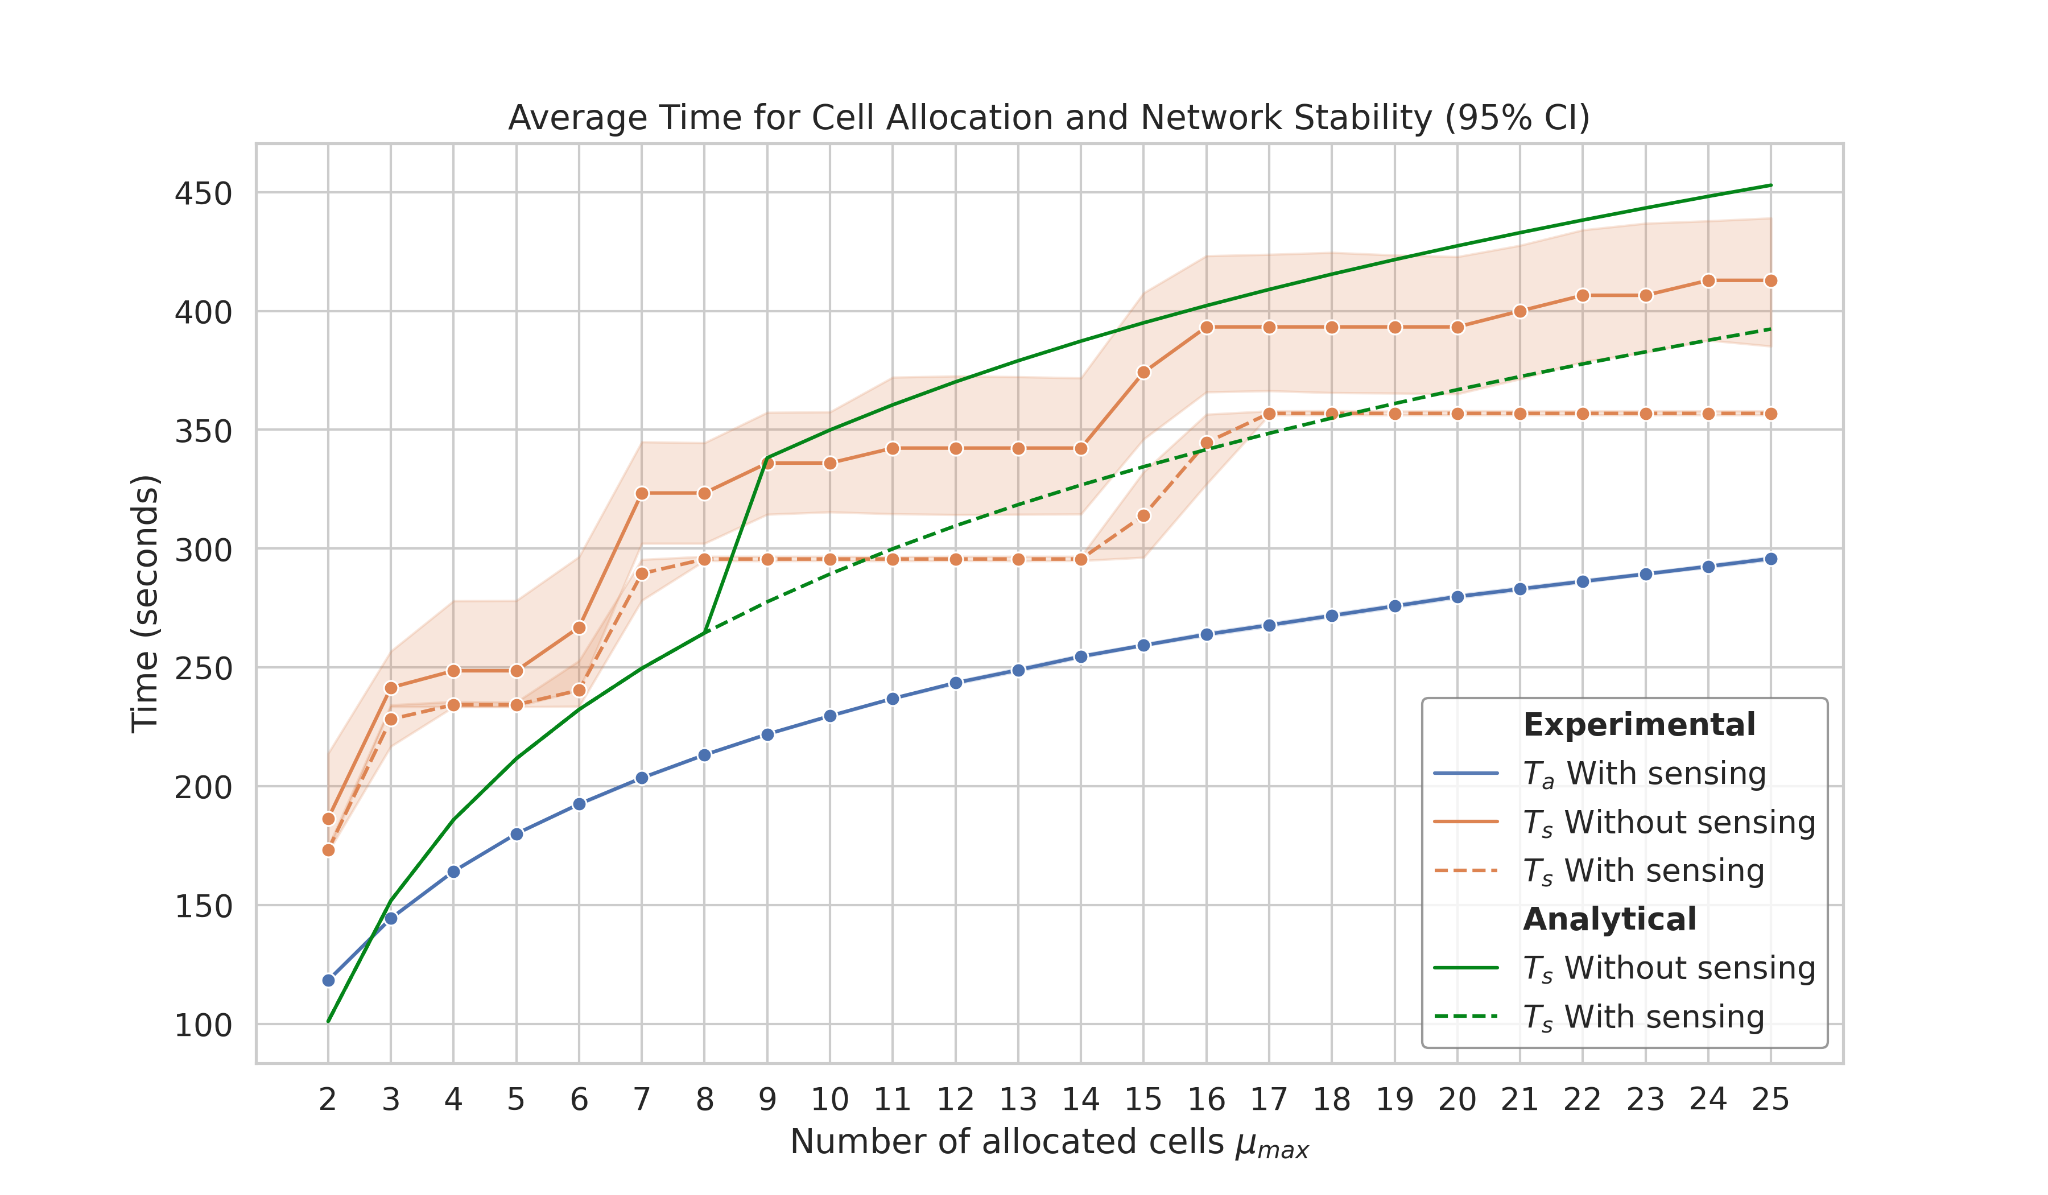 Average Time for Cell Allocation and Network Stability (95% CI)
450
400
350
300
250
200
150
100
Time (seconds)
2 3 4 5 6 7 8 9 10 11 12 13 14 15 16 17 18 19 20 21 22 23 24 25
Number of allocated cells μmax
Experimental
Ta With sensing
Ts Without sensing
Ts With sensing
Analytical
Ts Without sensing
Ts With sensing